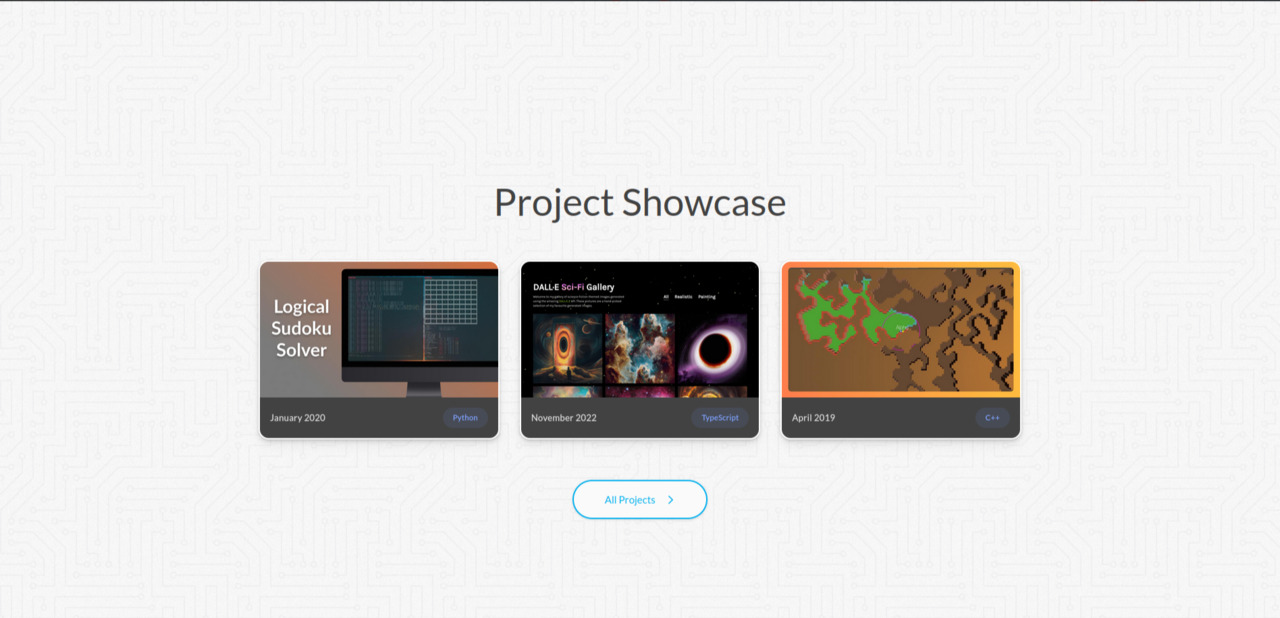 Project Showcase
Logical
Sudoku
Solver
January 2020
Python
DALL·E Sci-Fi Gallery
All Realistic Painting
November 2022
TypeScript
April 2019
C++
All Projects